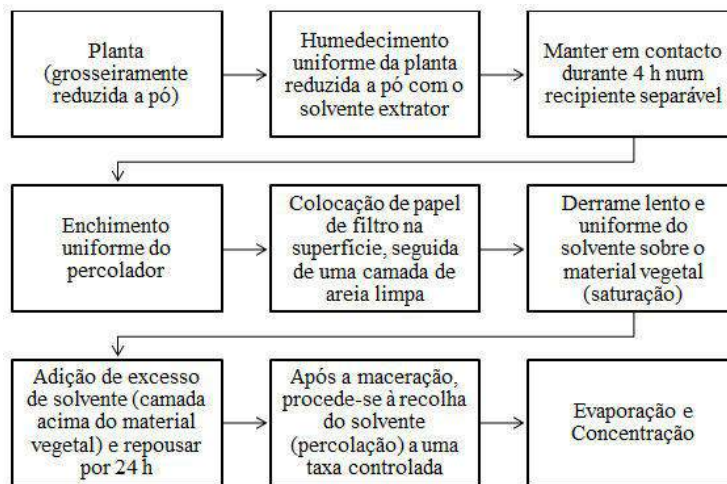 Planta
(grosseiramente
reduzida a pó)
Humedecimento
uniforme da planta
reduzida a pó com o
solvente extrator
Manter em contacto
durante 4 h num
recipiente separável
Enchimento
uniforme do
percolador
Colocação de papel
de filtro na
superfície, seguida
de uma camada de
areia limpa
Derrame lento e
uniforme do
solvente sobre o
material vegetal
(saturação)
Adição de excesso
de solvente (camada
acima do material
vegetal) e repousar
por 24 h
Após a maceração,
procede-se à recolha
do solvente
(percolação) a uma
taxa controlada
Evaporação e
Concentração